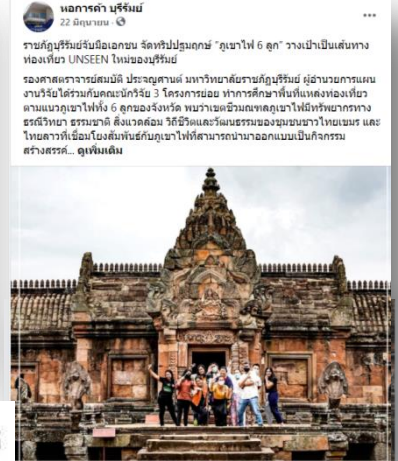 หอการค้า บุรีรัมย์
22 มิถุนายน
ราชภัฏบุรีรัมย์จับมือเอกชน จัดทริปปฐมฤกษ์ "ภูเขาไฟ 6 ลูก" วางเป้าเป็นเส้นทาง
ท่องเที่ยว UNSEEN ใหม่ของบุรีรัมย์
รองศาสตราจารย์สมบัติ ประจญศานต์ มหาวิทยาลัยราชภัฏบุรีรัมย์ ผู้อำนวยการแผน
งานวิจัยได้ร่วมกับคณะนักวิจัย 3 โครงการย่อย ทำการศึกษาพื้นที่แหล่งท่องเที่ยว
ตามแนวภูเขาไฟทั้ง 6 ลูกของจังหวัด พบว่าเขตชีวมณฑลภูเขาไฟมีทรัพยากรทาง
ธรณีวิทยา ธรรมชาติ สิ่งแวดล้อม วิถีชีวิตและวัฒนธรรมของชุมชนชาวไทยเขมร และ
ไทยลาวที่เชื่อมโยงสัมพันธ์กับภูเขาไฟที่สามารถนำมาออกแบบเป็นกิจกรรม
สร้างสรรค์... ดูเพิ่มเติม